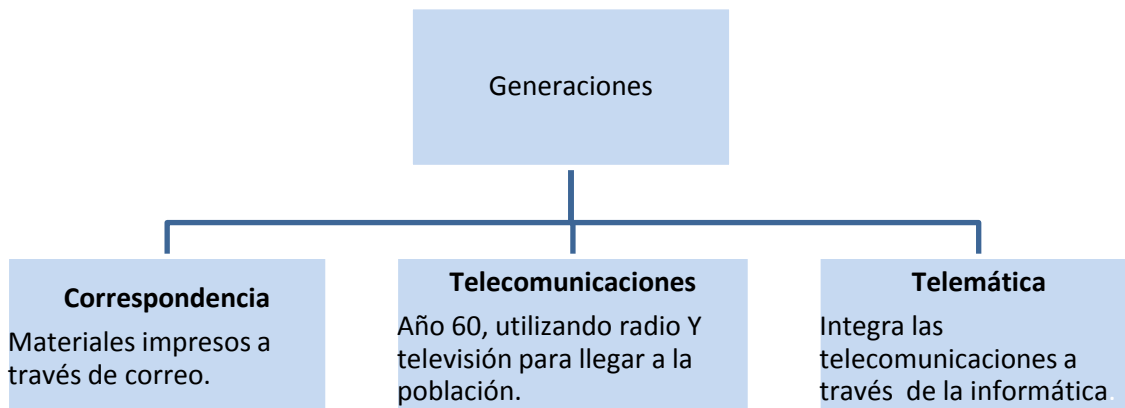 Generaciones
Correspondencia
Materiales impresos a
través de correo.
Telecomunicaciones
Año 60, utilizando radio Y
televisión para llegar a la
población.
Telemática
Integra las
telecomunicaciones a
través  de la informática.